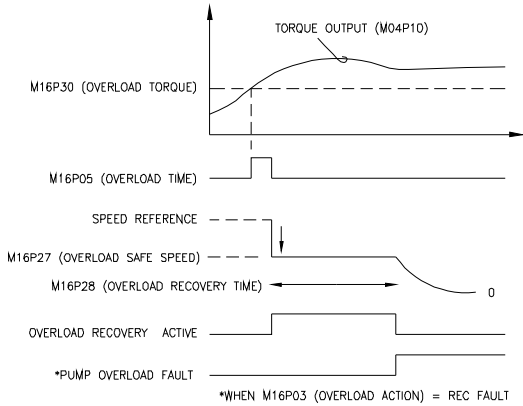 TORQUE OUTPUT (M04P10)
M16P30 (OVERLOAD TORQUE)
M16P05 (OVERLOAD TIME)
SPEED REFERENCE
M16P27 (OVERLOAD SAFE SPEED)
M16P28 (OVERLOAD RECOVERY TIME)
0
OVERLOAD RECOVERY ACTIVE
*PUMP OVERLOAD FAULT
*WHEN M16P03 (OVERLOAD ACTION) = REC FAULT